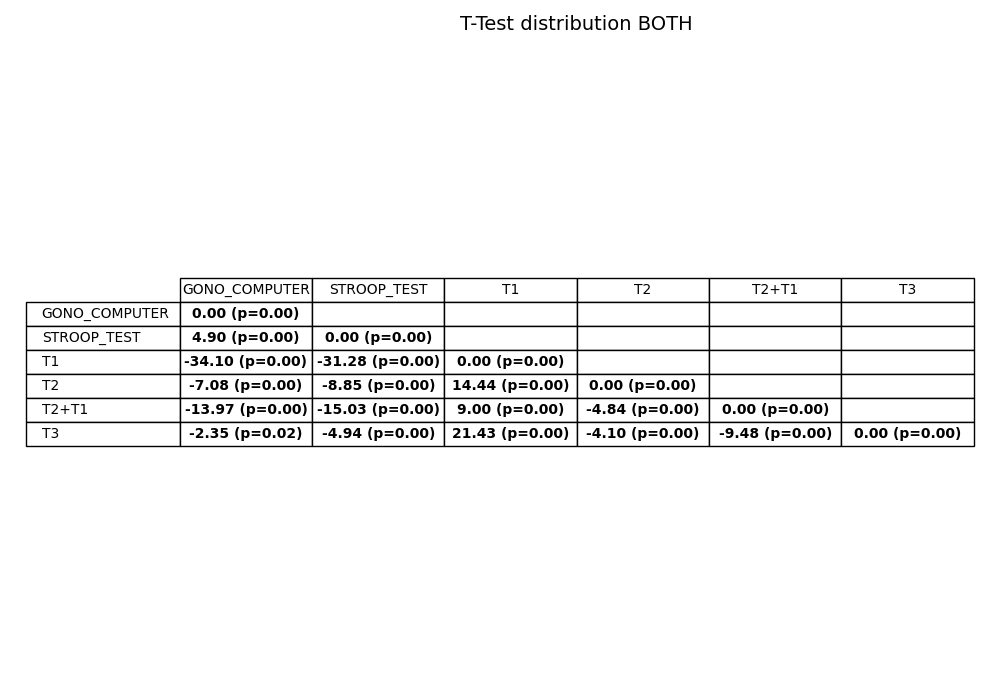 T-Test distribution BOTH
GONO_COMPUTER STROOP_TEST T1 T2 T2+T1 T3
GONO_COMPUTER 0.00 (p=0.00)
STROOP_TEST 4.90 (p=0.00) 0.00 (p=0.00)
T1 -34.10 (p=0.00) -31.28 (p=0.00) 0.00 (p=0.00)
T2 -7.08 (p=0.00) -8.85 (p=0.00) 14.44 (p=0.00) 0.00 (p=0.00)
T2+T1 -13.97 (p=0.00) -15.03 (p=0.00) 9.00 (p=0.00) -4.84 (p=0.00) 0.00 (p=0.00)
T3 -2.35 (p=0.02) -4.94 (p=0.00) 21.43 (p=0.00) -4.10 (p=0.00) -9.48 (p=0.00) 0.00 (p=0.00)